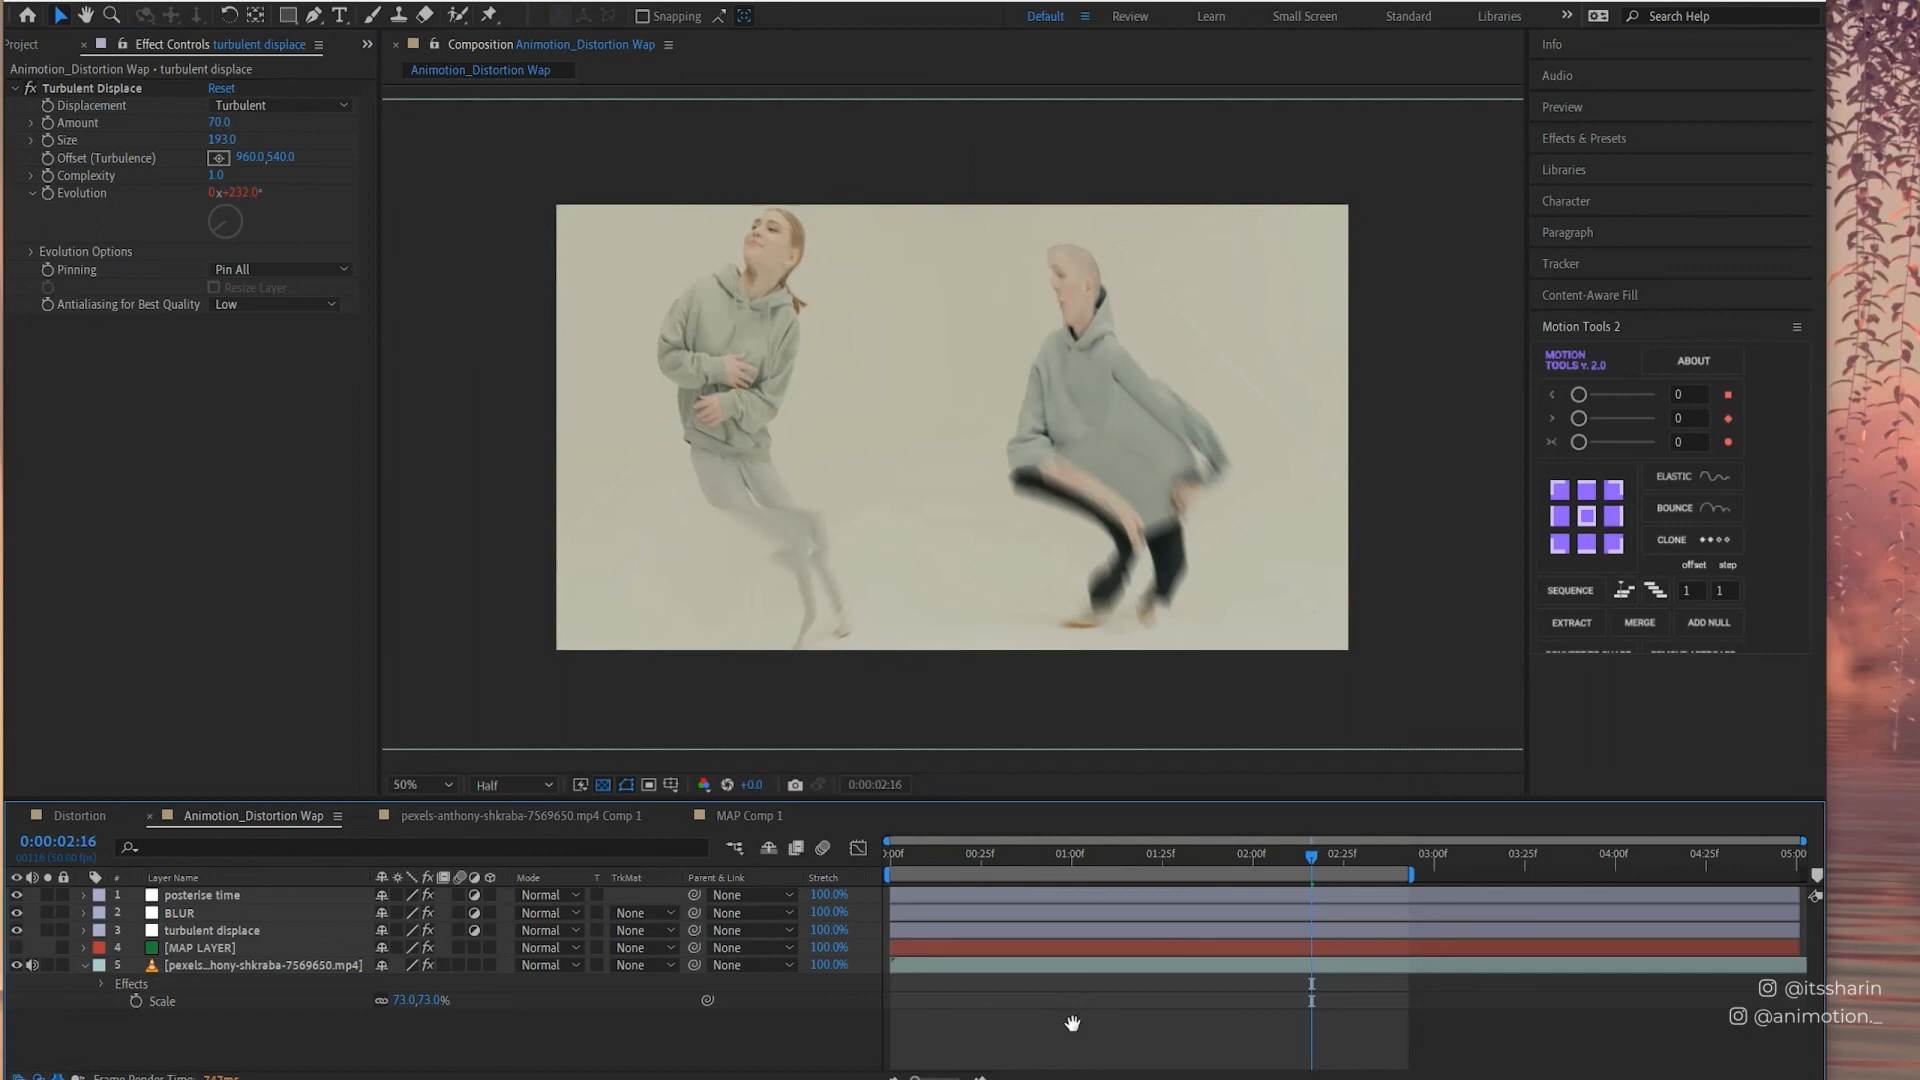 Snapping
Default
Review
Learn
Small Screen
Standard
Libraries
Search Help
Project
Effect Controls turbulent displace
Animotion_Distortion Wap • turbulent displace
fx Turbulent Displace Reset
Displacement Turbulent
Amount 70.0
Size 193.0
Offset (Turbulence) 960.0,540.0
Complexity 1.0
Evolution 0x+232.0°
Evolution Options
Pinning Pin All
Resize Layer
Antialiasing for Best Quality Low
Composition Animotion_Distortion Wap
Animotion_Distortion Wap
50% Half +0.0 0:00:02:16
Info
Audio
Preview
Effects & Presets
Libraries
Character
Paragraph
Tracker
Content-Aware Fill
Motion Tools 2
MOTION
TOOLS v. 2.0
ABOUT
0
0
0
ELASTIC
BOUNCE
CLONE
offset step
SEQUENCE 1 1
EXTRACT MERGE ADD NULL
Distortion
Animotion_Distortion Wap
pexels-anthony-shkraba-7569650.mp4 Comp 1
MAP Comp 1
0:00:02:16
00116 (50.00 fps)
:00f 00:25f 01:00f 01:25f 02:00f 02:25f 03:00f 03:25f 04:00f 04:25f 05:00
# Layer Name fx Mode T TrkMat Parent & Link Stretch
1 posterise time Normal None 100.0%
2 BLUR Normal None None 100.0%
3 turbulent displace Normal None None 100.0%
4 [MAP LAYER] fx Normal None None 100.0%
5 [pexels...hony-shkraba-7569650.mp4] fx Normal None None 100.0%
Effects
Scale 73.0,73.0%
Frame Render Time: 747ms
@itssharin
@animotion._